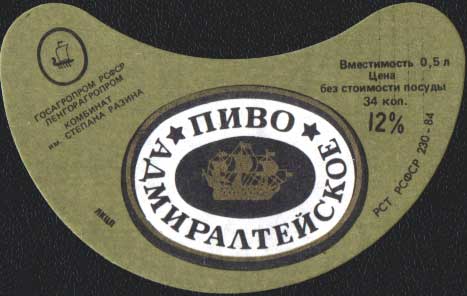 ГОСАГРОПРОМ РСФСР
ЛЕНГОРАГРОПРОМ
КОМБИНАТ
им. СТЕПАНА РАЗИНА
ЛКЦП
ПИВО
★ АДМИРАЛТЕЙСКОЕ ★
Вместимость 0,5 л
Цена
без стоимости посуды
34 коп.
12%
РСТ РСФСР 230-84